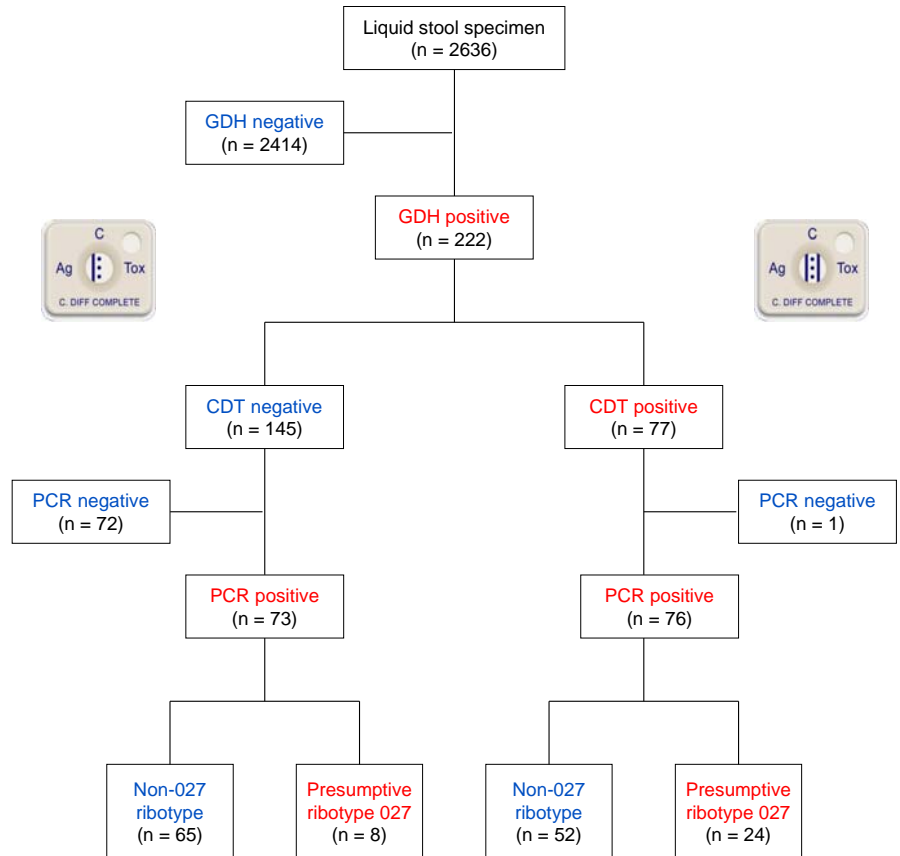 Liquid stool specimen
(n = 2636)
GDH negative
(n = 2414)
GDH positive
(n = 222)
C
Ag Tox
C. DIFF COMPLETE
C
Ag Tox
C. DIFF COMPLETE
CDT negative
(n = 145)
CDT positive
(n = 77)
PCR negative
(n = 72)
PCR negative
(n = 1)
PCR positive
(n = 73)
PCR positive
(n = 76)
Non-027
ribotype
(n = 65)
Presumptive
ribotype 027
(n = 8)
Non-027
ribotype
(n = 52)
Presumptive
ribotype 027
(n = 24)